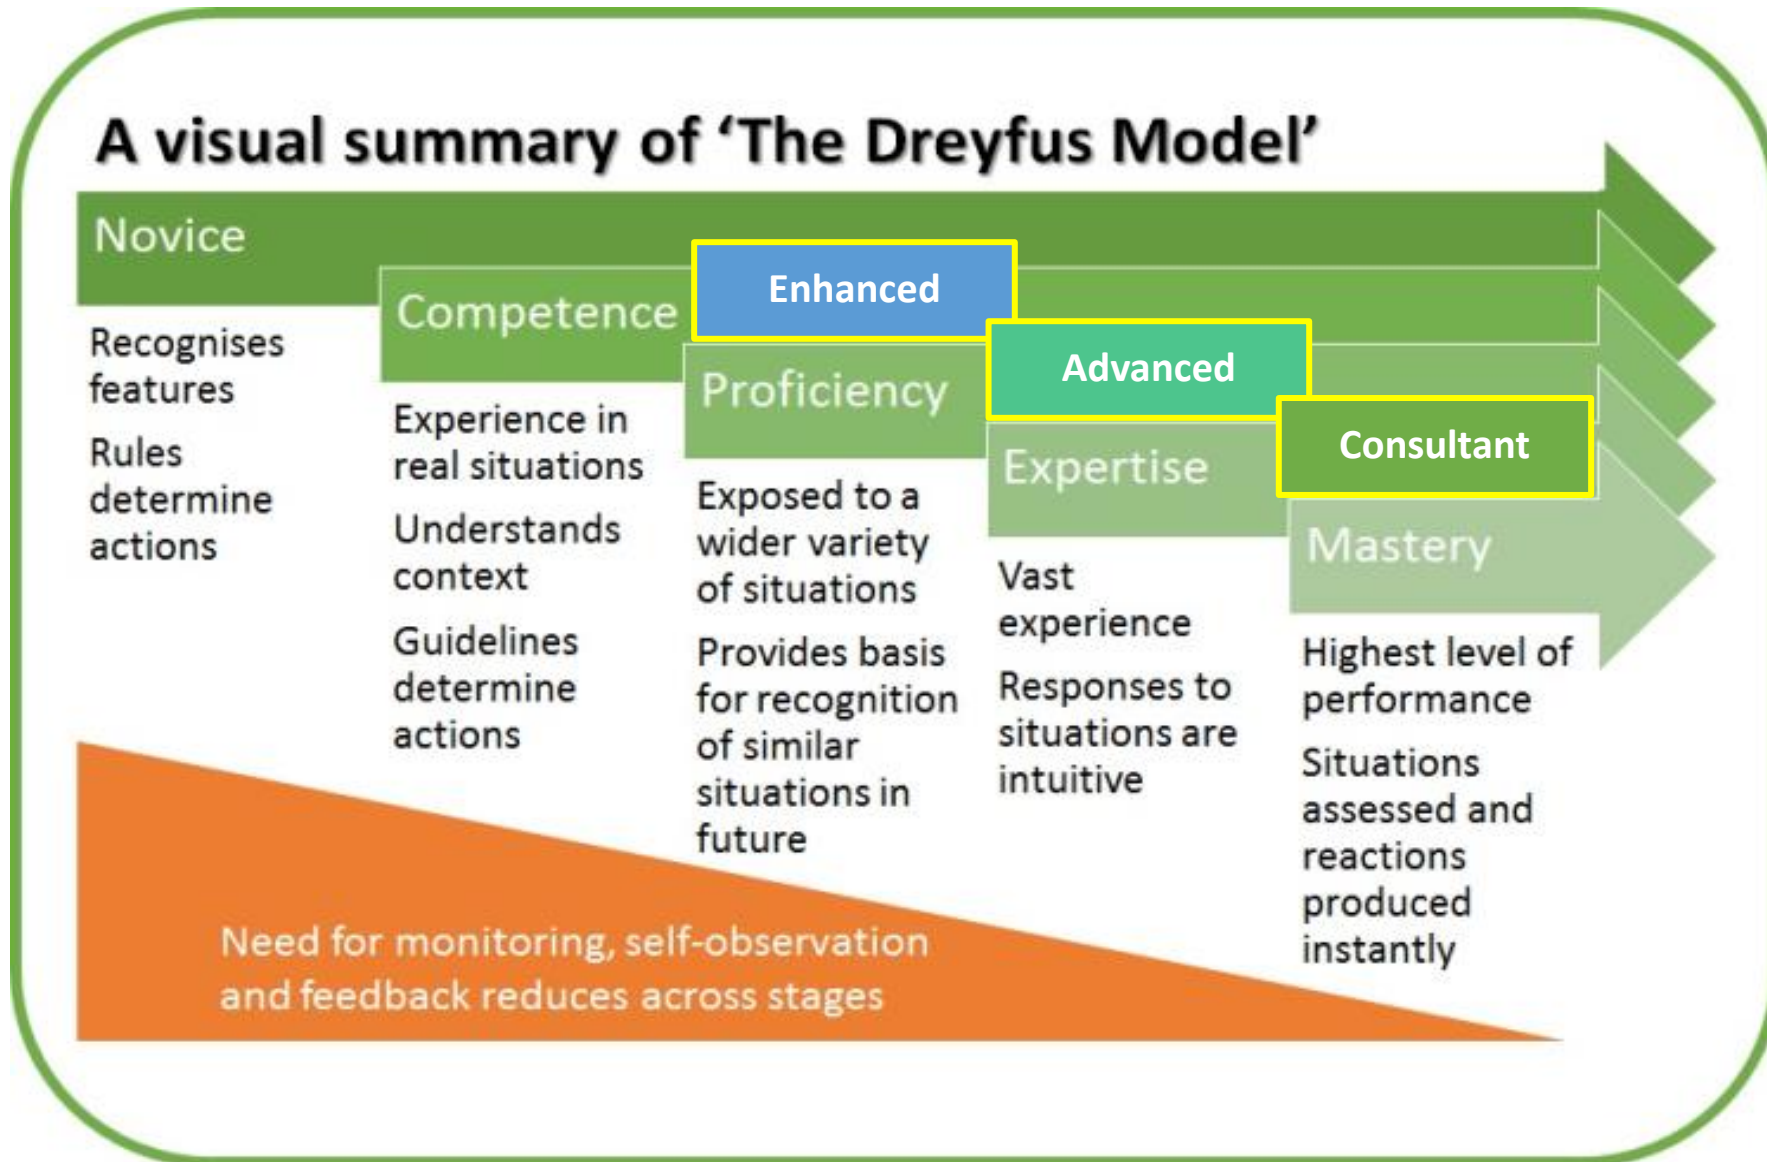 A visual summary of ‘The Dreyfus Model’
Novice
Recognises
features
Rules
determine
actions
Competence
Experience in
real situations
Understands
context
Guidelines
determine
actions
Enhanced
Proficiency
Exposed to a
wider variety
of situations
Provides basis
for recognition
of similar
situations in
future
Advanced
Expertise
Vast
experience
Responses to
situations are
intuitive
Consultant
Mastery
Highest level of
performance
Situations
assessed and
reactions
produced
instantly
Need for monitoring, self-observation
and feedback reduces across stages